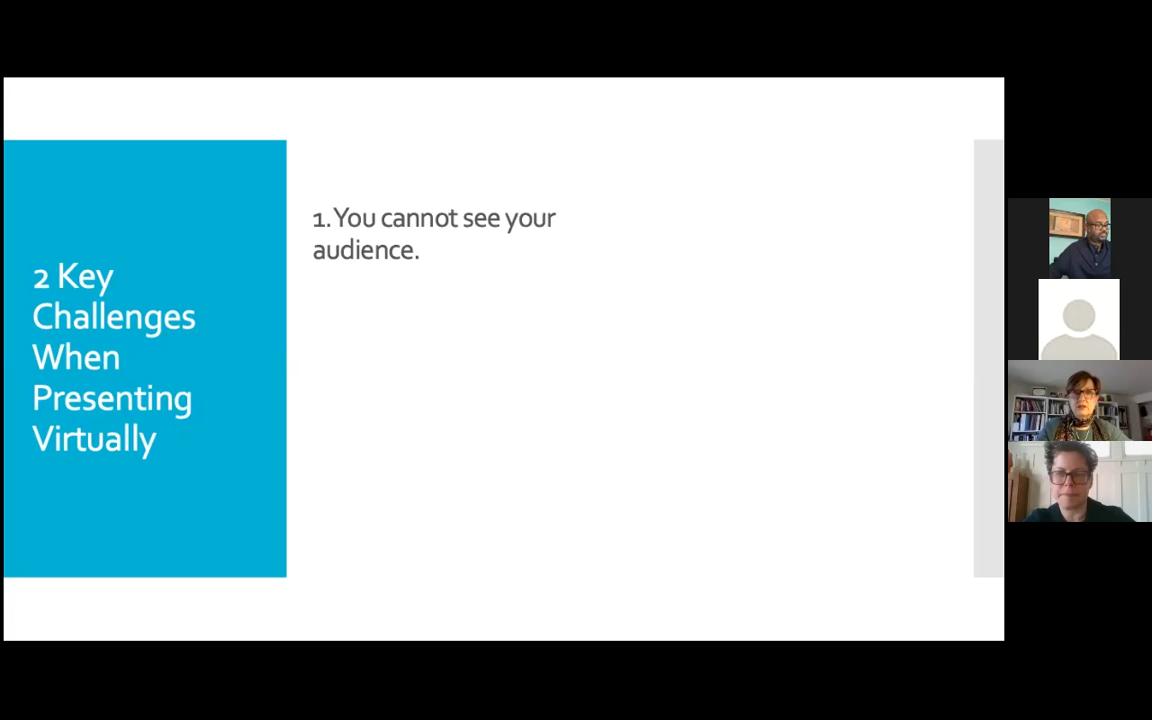 2 Key
Challenges
When
Presenting
Virtually
1. You cannot see your
audience.